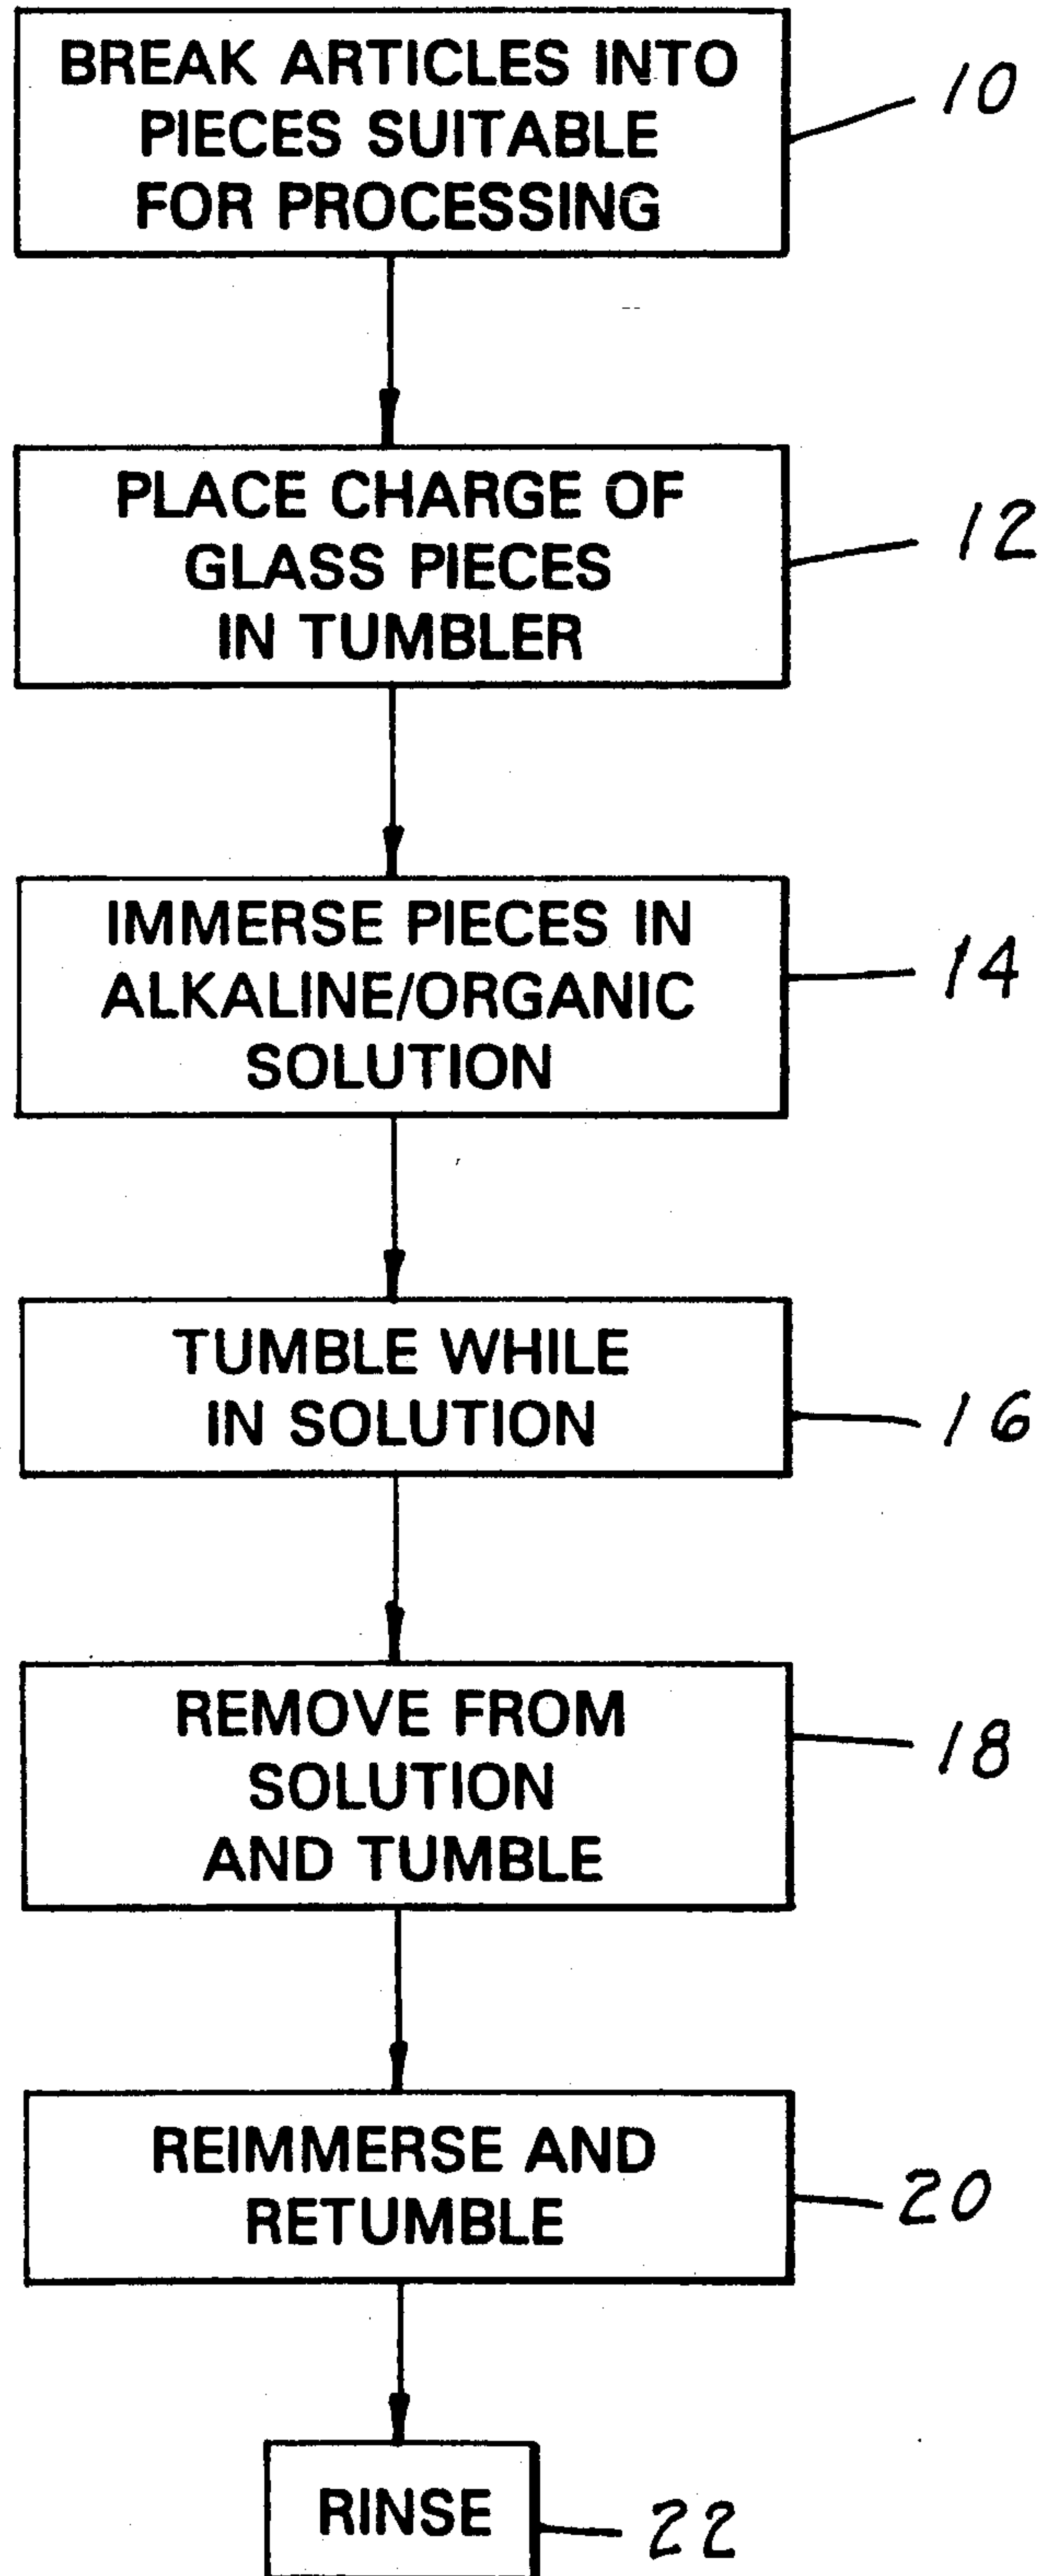 BREAK ARTICLES INTO
PIECES SUITABLE
FOR PROCESSING
10
PLACE CHARGE OF
GLASS PIECES
IN TUMBLER
12
IMMERSE PIECES IN
ALKALINE/ORGANIC
SOLUTION
14
TUMBLE WHILE
IN SOLUTION
16
REMOVE FROM
SOLUTION
AND TUMBLE
18
REIMMERSE AND
RETUMBLE
20
RINSE
22